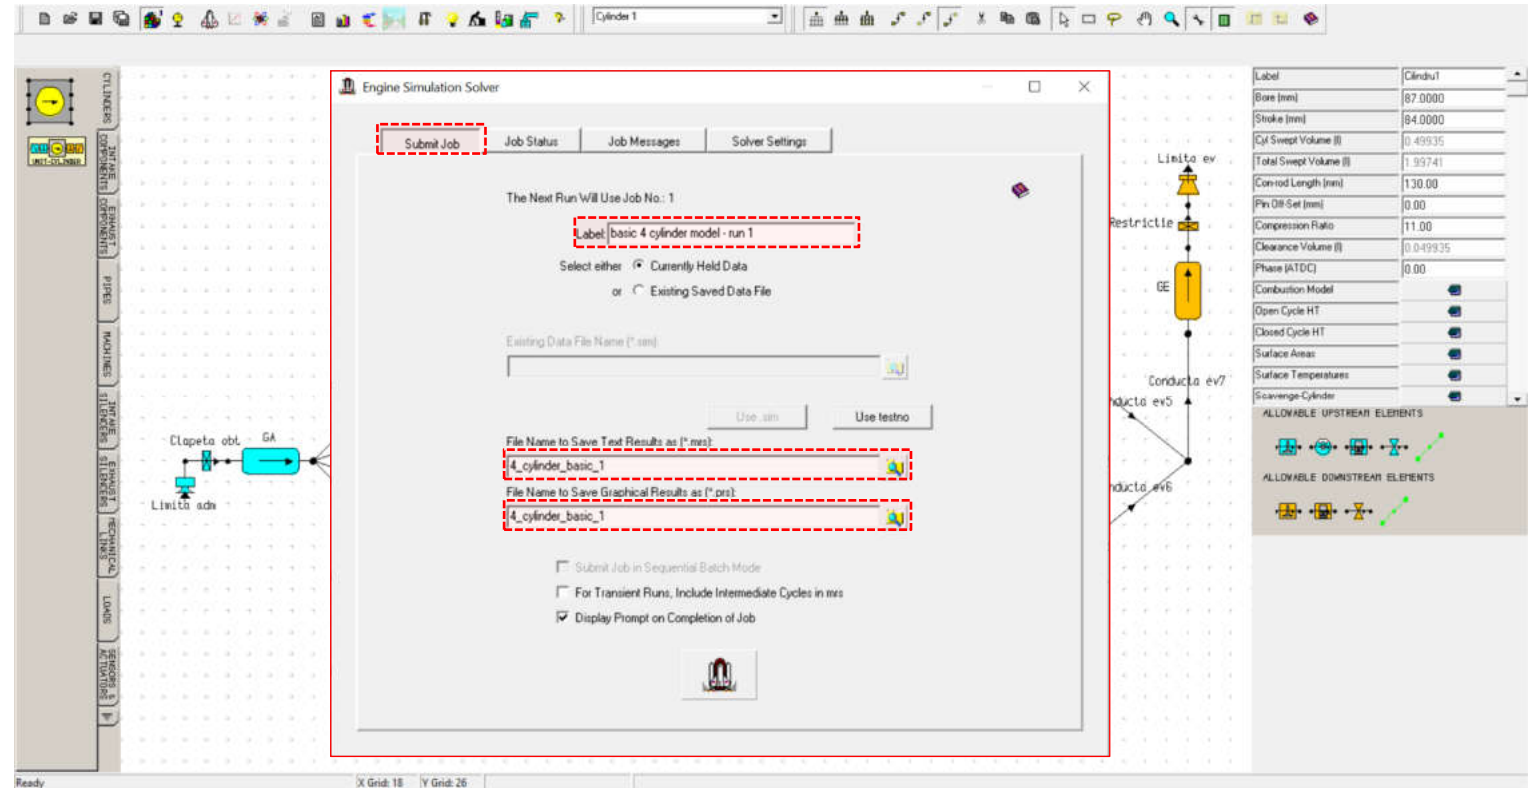 Cylinder 1
CYLINDERS
INTAKE COMPONENTS
EXHAUST COMPONENTS
PIPES
MACHINES
INTAKE SILENCERS
EXHAUST SILENCERS
MECHANICAL LINKS
LOADS
SENSORS & ACTUATORS
UNIT-CYLINDER
Clapeta obt.
GA
Limita adm
Engine Simulation Solver
Submit Job
Job Status
Job Messages
Solver Settings
The Next Run Will Use Job No.: 1
Label: basic 4 cylinder model - run 1
Select either Currently Held Data
or Existing Saved Data File
Existing Data File Name (*.sim):
Use .sim
Use testno
File Name to Save Text Results as (*.mrs):
4_cylinder_basic_1
File Name to Save Graphical Results as (*.prs):
4_cylinder_basic_1
Submit Job in Sequential Batch Mode
For Transient Runs, Include Intermediate Cycles in mrs
Display Prompt on Completion of Job
Limita ev
Restrictie
GE
Conducta ev7
ducta ev5
nducta ev6
Label Cilindru1
Bore (mm) 87.0000
Stroke (mm) 84.0000
Cyl Swept Volume (l) 0.49935
Total Swept Volume (l) 1.99741
Con-rod Length (mm) 130.00
Pin Off-Set (mm) 0.00
Compression Ratio 11.00
Clearance Volume (l) 0.049935
Phase (ATDC) 0.00
Combustion Model
Open Cycle HT
Closed Cycle HT
Surface Areas
Surface Temperatures
Scavenge-Cylinder
ALLOWABLE UPSTREAM ELEMENTS
ALLOWABLE DOWNSTREAM ELEMENTS
Ready
X Grid: 18
Y Grid: 26